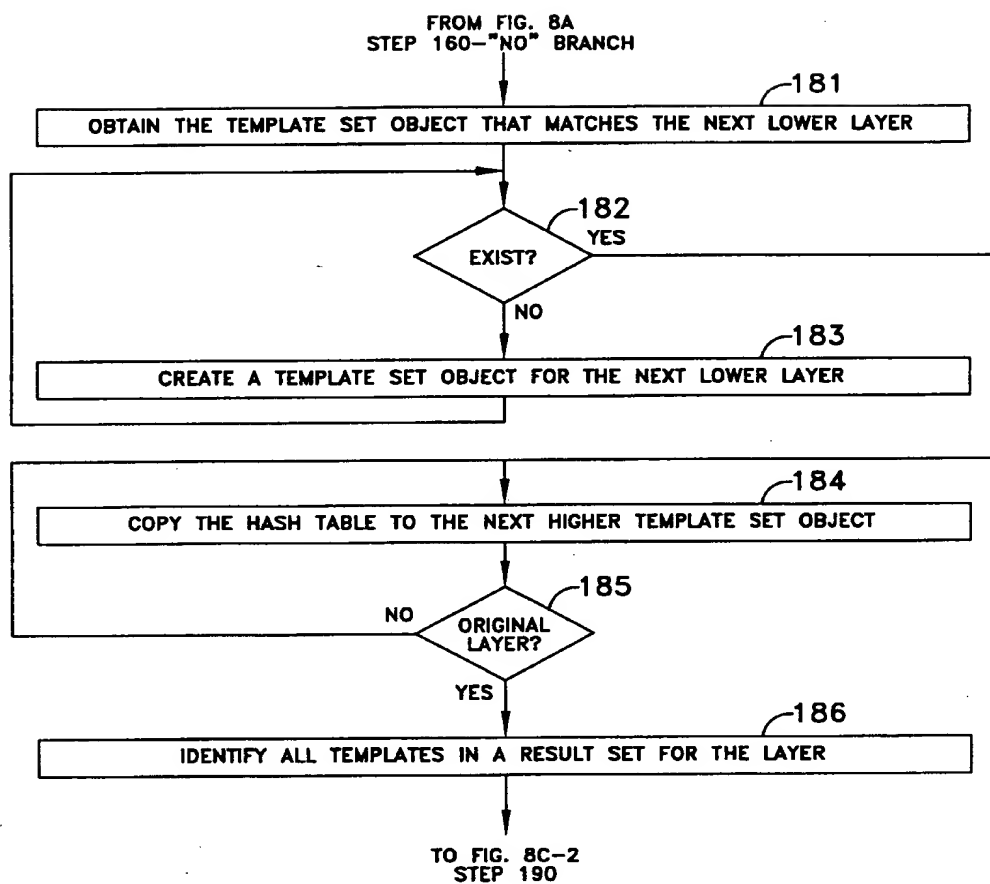 FROM FIG. 8A
STEP 160-"NO" BRANCH
181
OBTAIN THE TEMPLATE SET OBJECT THAT MATCHES THE NEXT LOWER LAYER
182
YES
EXIST?
NO
183
CREATE A TEMPLATE SET OBJECT FOR THE NEXT LOWER LAYER
184
COPY THE HASH TABLE TO THE NEXT HIGHER TEMPLATE SET OBJECT
185
NO
ORIGINAL
LAYER?
YES
186
IDENTIFY ALL TEMPLATES IN A RESULT SET FOR THE LAYER
TO FIG. 8C-2
STEP 190